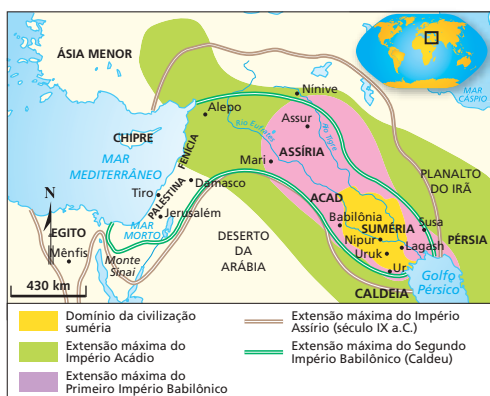 ÁSIA MENOR
MAR
CÁSPIO
Nínive
Alepo
Rio Eufrates
Rio Tigre
Assur
CHIPRE
FENÍCIA
ASSÍRIA
MAR
MEDITERRÂNEO
Mari
PLANALTO
DO IRÃ
Damasco
Tiro
PALESTINA
ACAD
Jerusalém
Babilônia
SUMÉRIA
Susa
N
MAR
MORTO
EGITO
DESERTO
DA
ARÁBIA
Nipur
Lagash
PÉRSIA
Uruk
Mênfis
Monte
Sinai
Ur
Golfo
Pérsico
430 km
CALDEIA
Domínio da civilização
suméria
Extensão máxima do
Império Acádio
Extensão máxima do
Primeiro Império Babilônico
Extensão máxima do Império
Assírio (século IX a.C.)
Extensão máxima do Segundo
Império Babilônico (Caldeu)